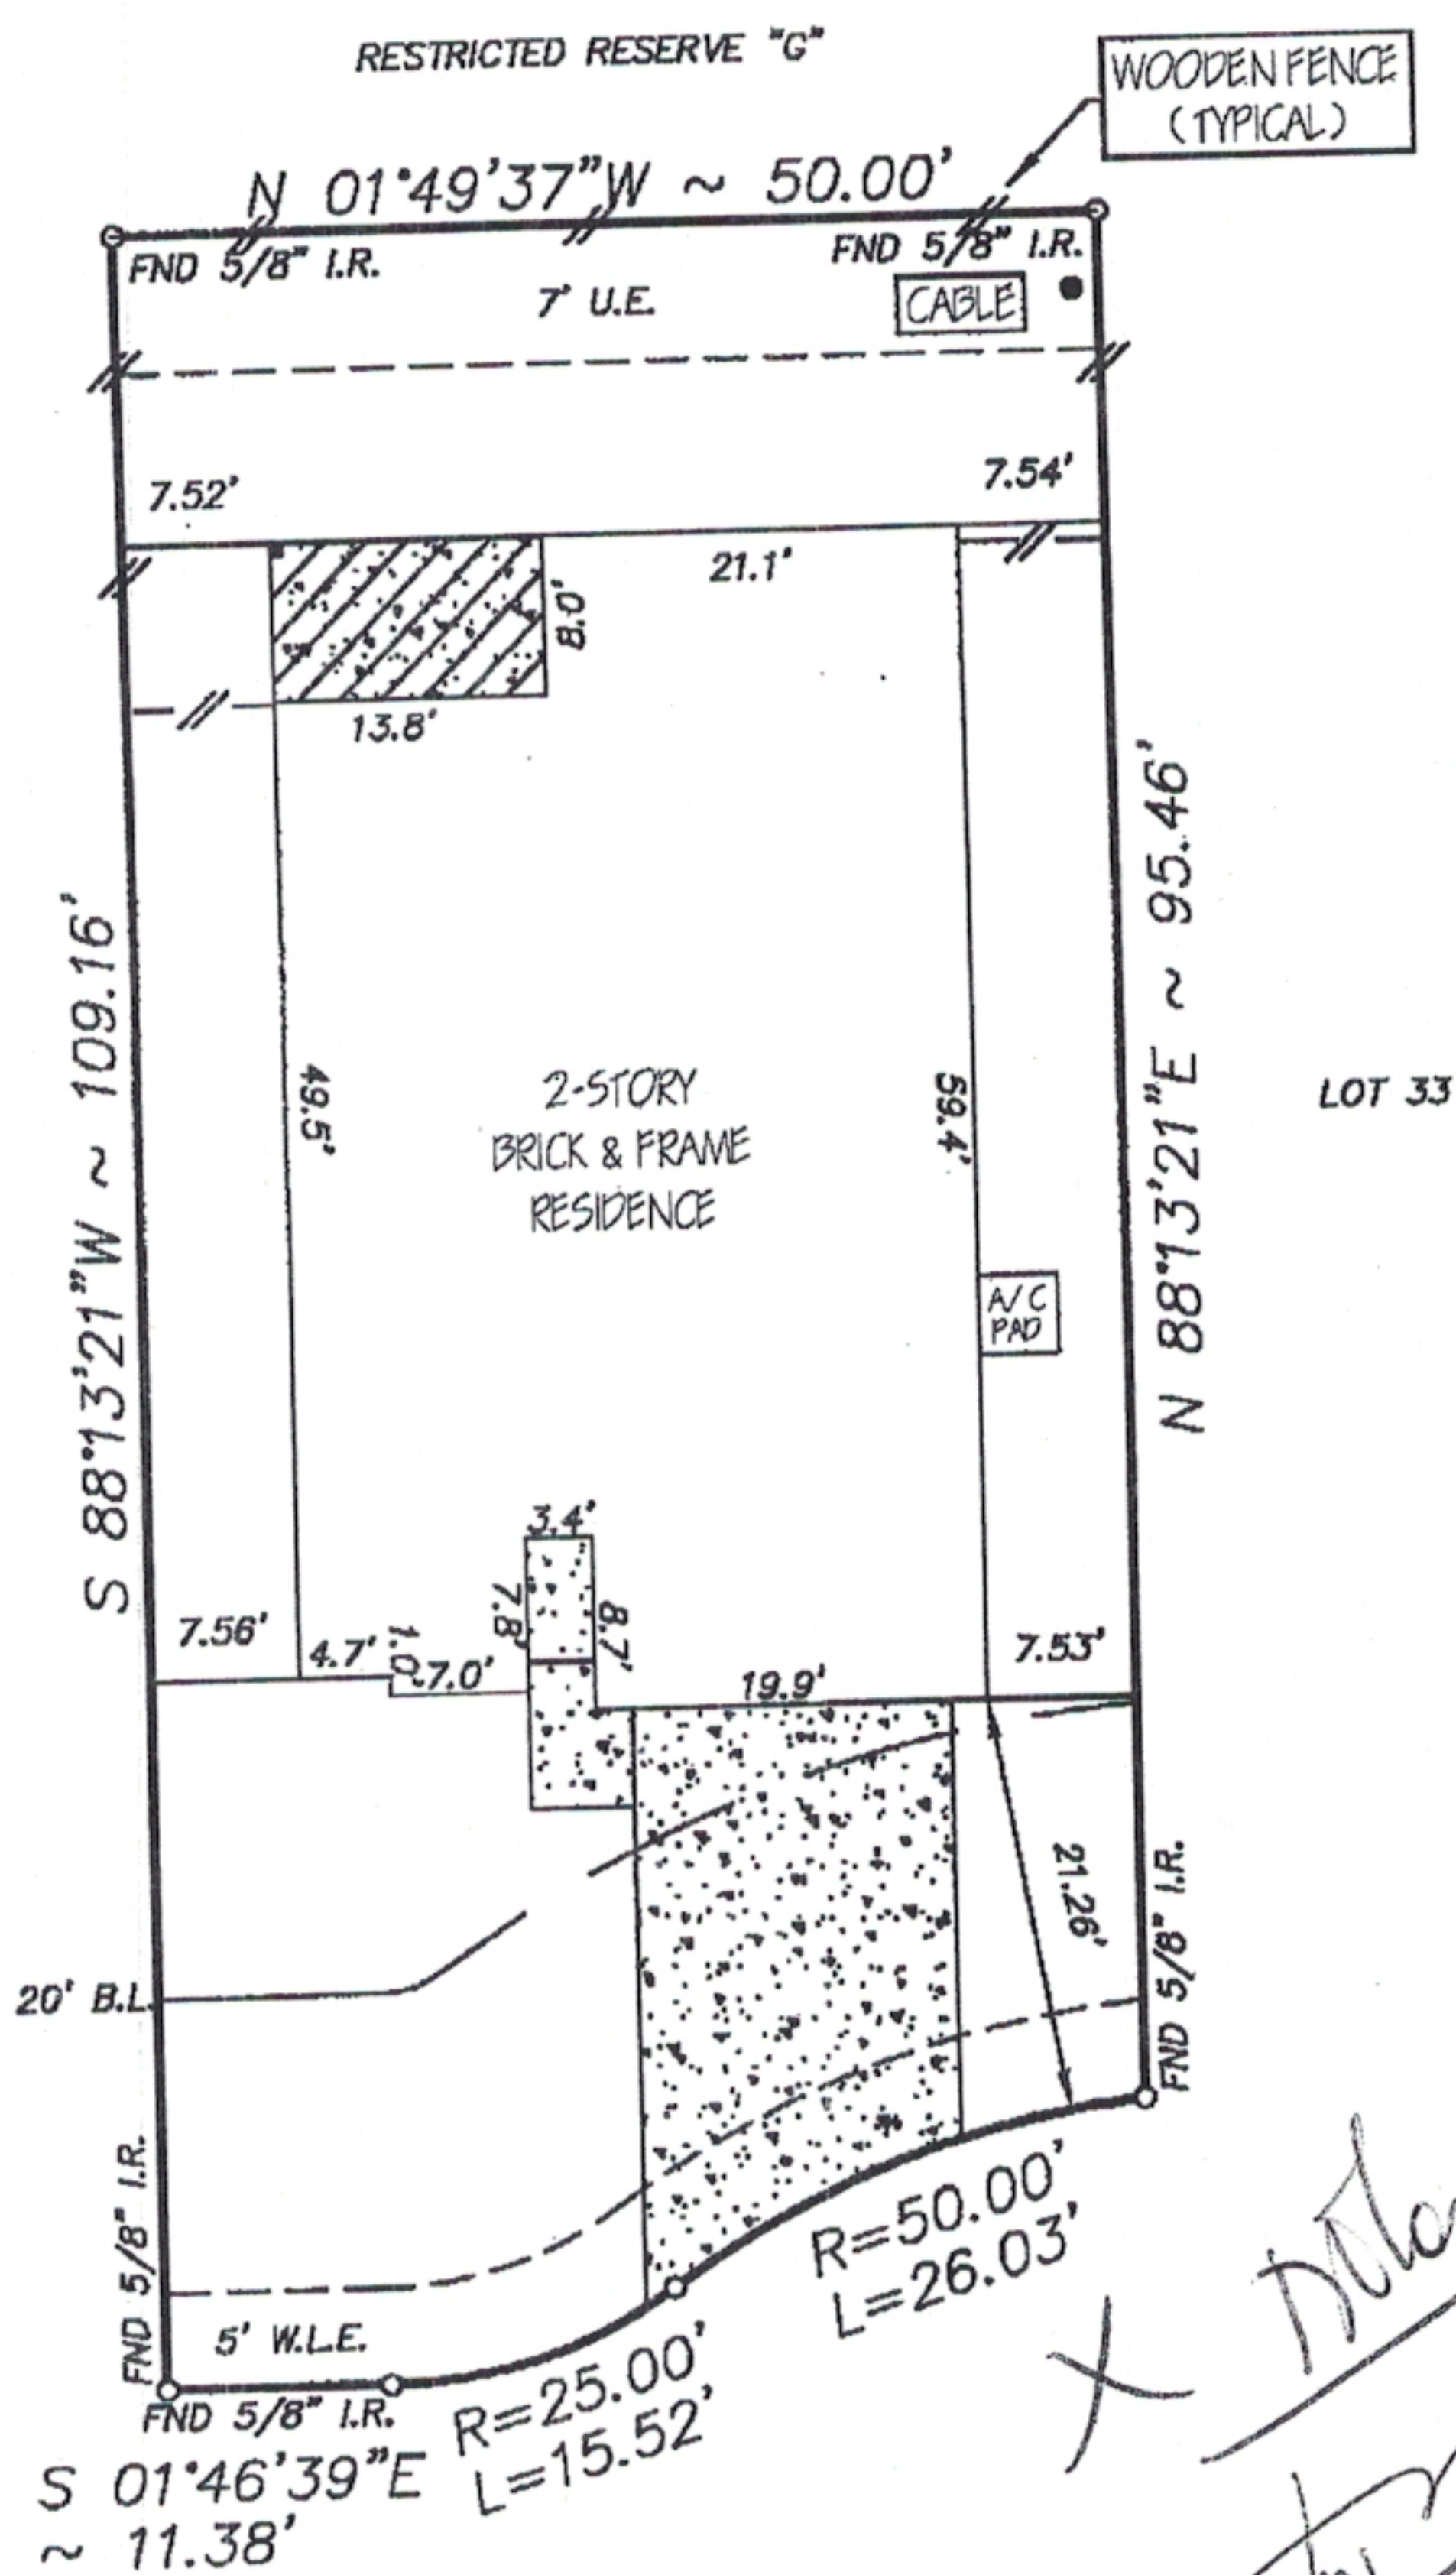 RESTRICTED RESERVE "G"
WOODEN FENCE
(TYPICAL)
N 01°49'37"W ~ 50.00'
FND 5/8" I.R.
FND 5/8" I.R.
7' U.E.
CABLE
7.52'
7.54'
21.1'
8.0'
13.8'
S 88°13'21"W ~ 109.16'
N 88°13'21"E ~ 95.46'
49.5'
59.4'
2-STORY
BRICK & FRAME
RESIDENCE
LOT 33
A/C
PAD
3.4'
7.8'
8.7'
7.56'
4.7'
1.0'
7.0'
19.9'
7.53'
21.26'
20' B.L.
FND 5/8" I.R.
FND 5/8" I.R.
5' W.L.E.
FND 5/8" I.R.
R=50.00'
L=26.03'
R=25.00'
L=15.52'
S 01°46'39"E
~ 11.38'
X